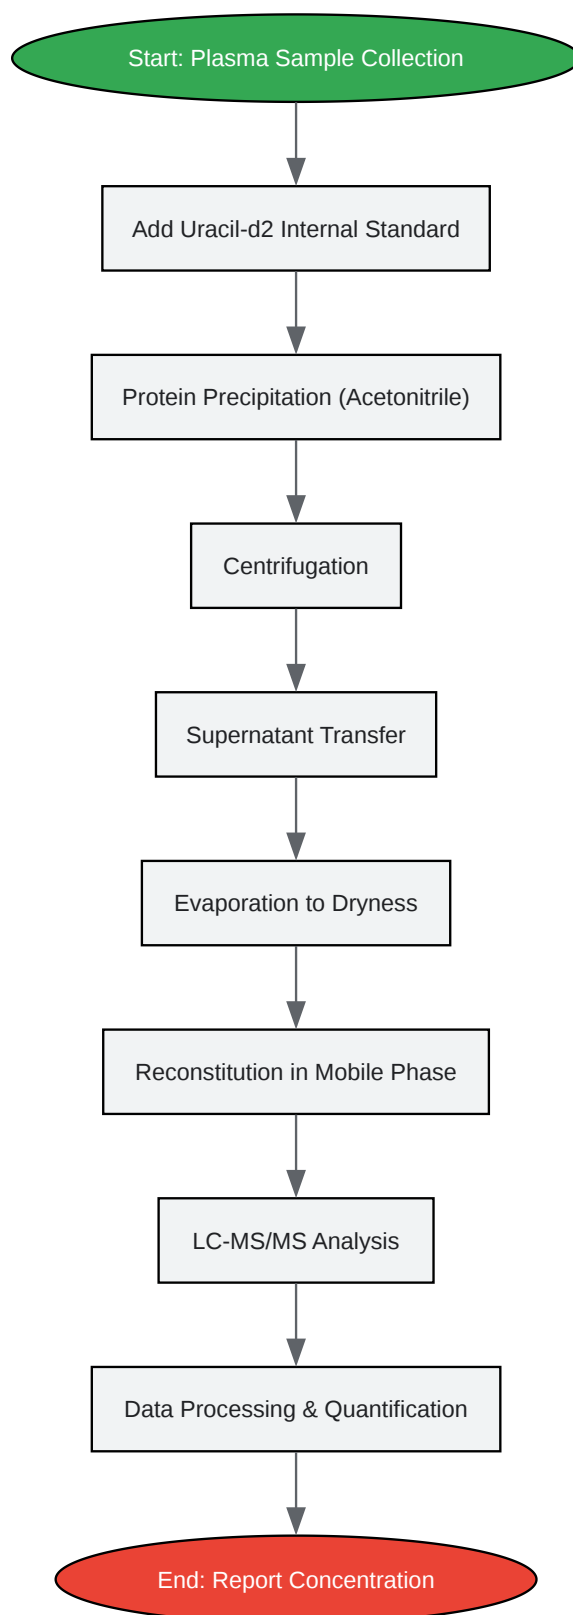 Start: Plasma Sample Collection
Add Uracil-d2 Internal Standard
Protein Precipitation (Acetonitrile)
Centrifugation
Supernatant Transfer
Evaporation to Dryness
Reconstitution in Mobile Phase
LC-MS/MS Analysis
Data Processing & Quantification
End: Report Concentration